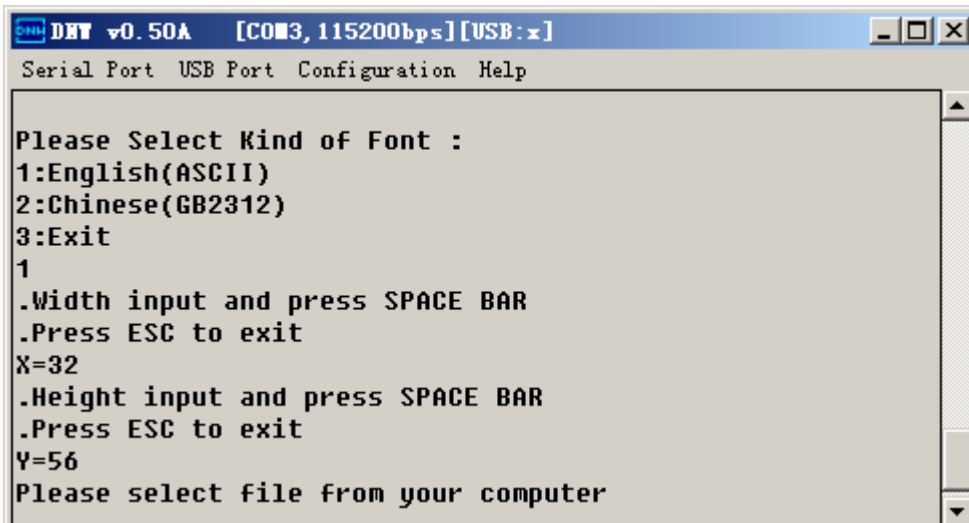 DNW v0.50A [COM3,115200bps][USB:x]
Serial Port USB Port Configuration Help
Please Select Kind of Font :
1:English(ASCII)
2:Chinese(GB2312)
3:Exit
1
.Width input and press SPACE BAR
.Press ESC to exit
X=32
.Height input and press SPACE BAR
.Press ESC to exit
Y=56
Please select file from your computer